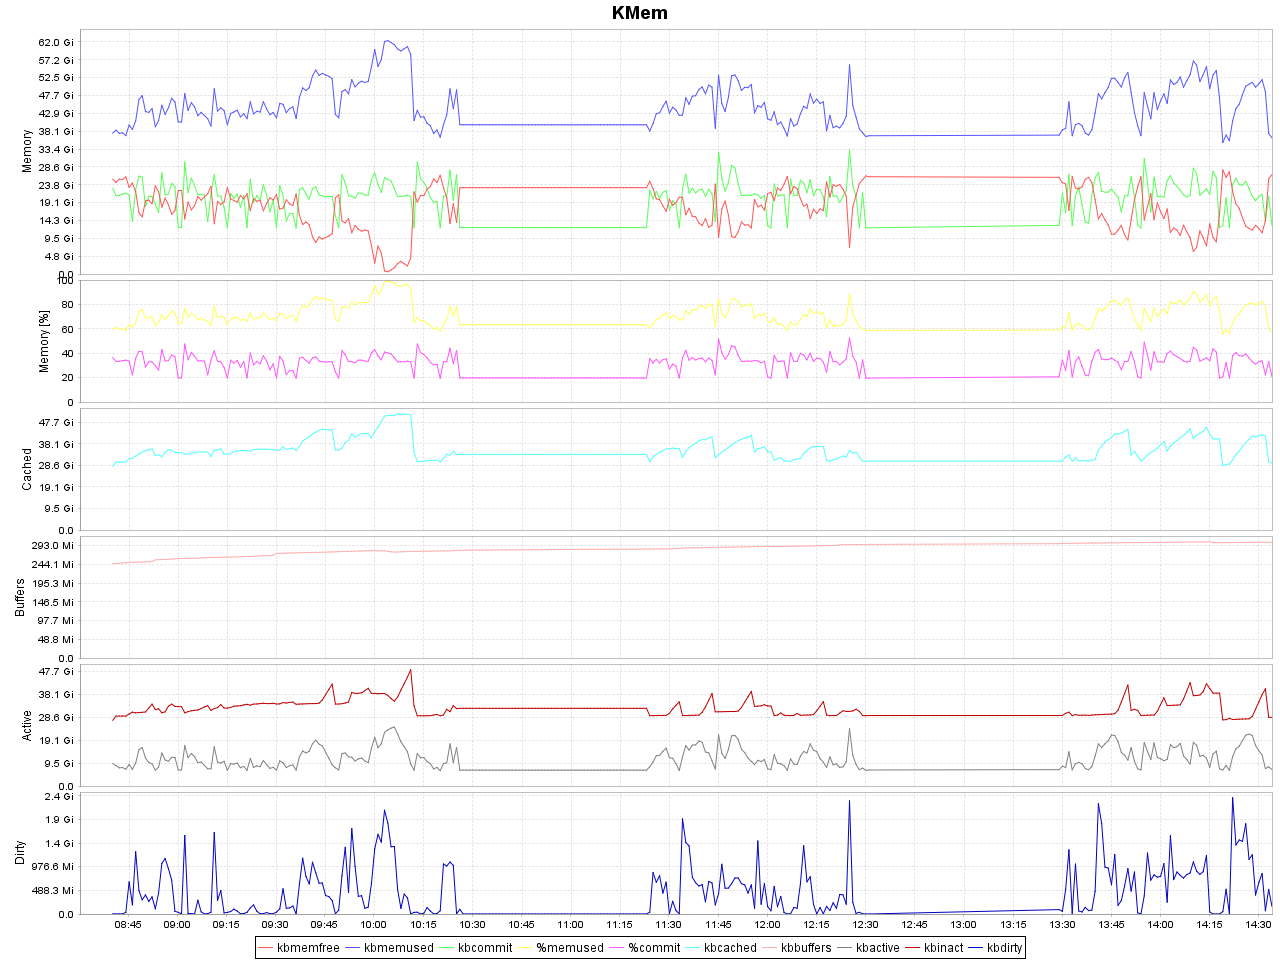 KMem
Memory
62.0 Gi
57.2 Gi
52.5 Gi
47.7 Gi
42.9 Gi
38.1 Gi
33.4 Gi
28.6 Gi
23.8 Gi
19.1 Gi
14.3 Gi
9.5 Gi
4.8 Gi
0.0
Memory [%]
100
80
60
40
20
0
Cached
47.7 Gi
38.1 Gi
28.6 Gi
19.1 Gi
9.5 Gi
0.0
Buffers
293.0 Mi
244.1 Mi
195.3 Mi
146.5 Mi
97.7 Mi
48.8 Mi
0.0
Active
47.7 Gi
38.1 Gi
28.6 Gi
19.1 Gi
9.5 Gi
0.0
Dirty
2.4 Gi
1.9 Gi
1.4 Gi
976.6 Mi
488.3 Mi
0.0
08:45 09:00 09:15 09:30 09:45 10:00 10:15 10:30 10:45 11:00 11:15 11:30 11:45 12:00 12:15 12:30 12:45 13:00 13:15 13:30 13:45 14:00 14:15 14:30
kbmemfree kbmemused kbcommit %memused %commit kbcached kbbuffers kbactive kbinact kbdirty